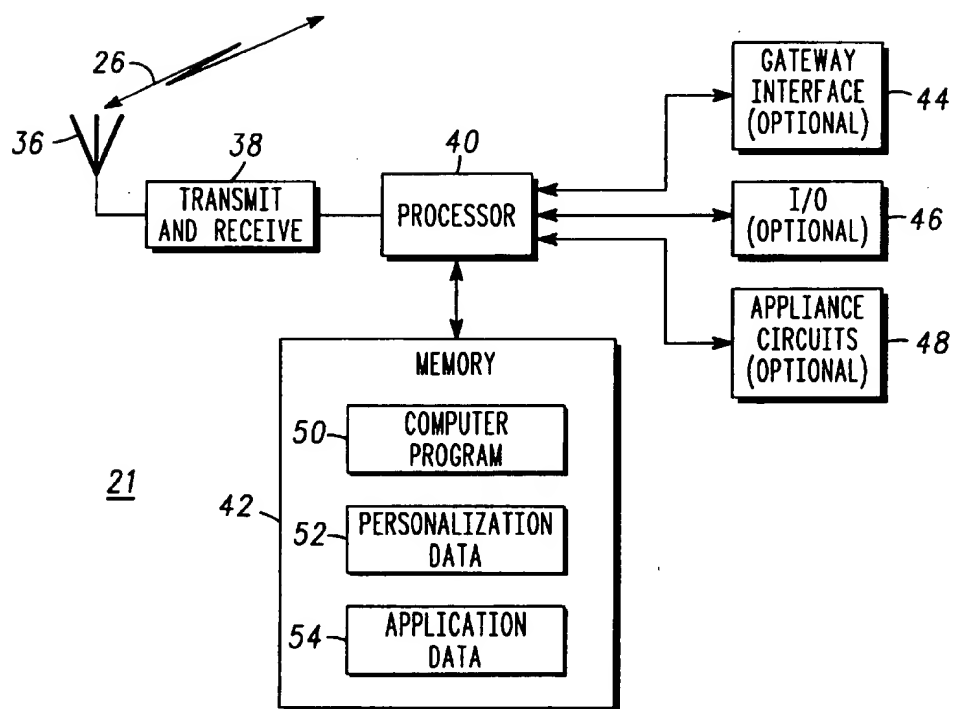 26
36
38
TRANSMIT
AND RECEIVE
40
PROCESSOR
GATEWAY
INTERFACE
(OPTIONAL)
44
I/O
(OPTIONAL)
46
APPLIANCE
CIRCUITS
(OPTIONAL)
48
MEMORY
50
COMPUTER
PROGRAM
21
42
52
PERSONALIZATION
DATA
54
APPLICATION
DATA